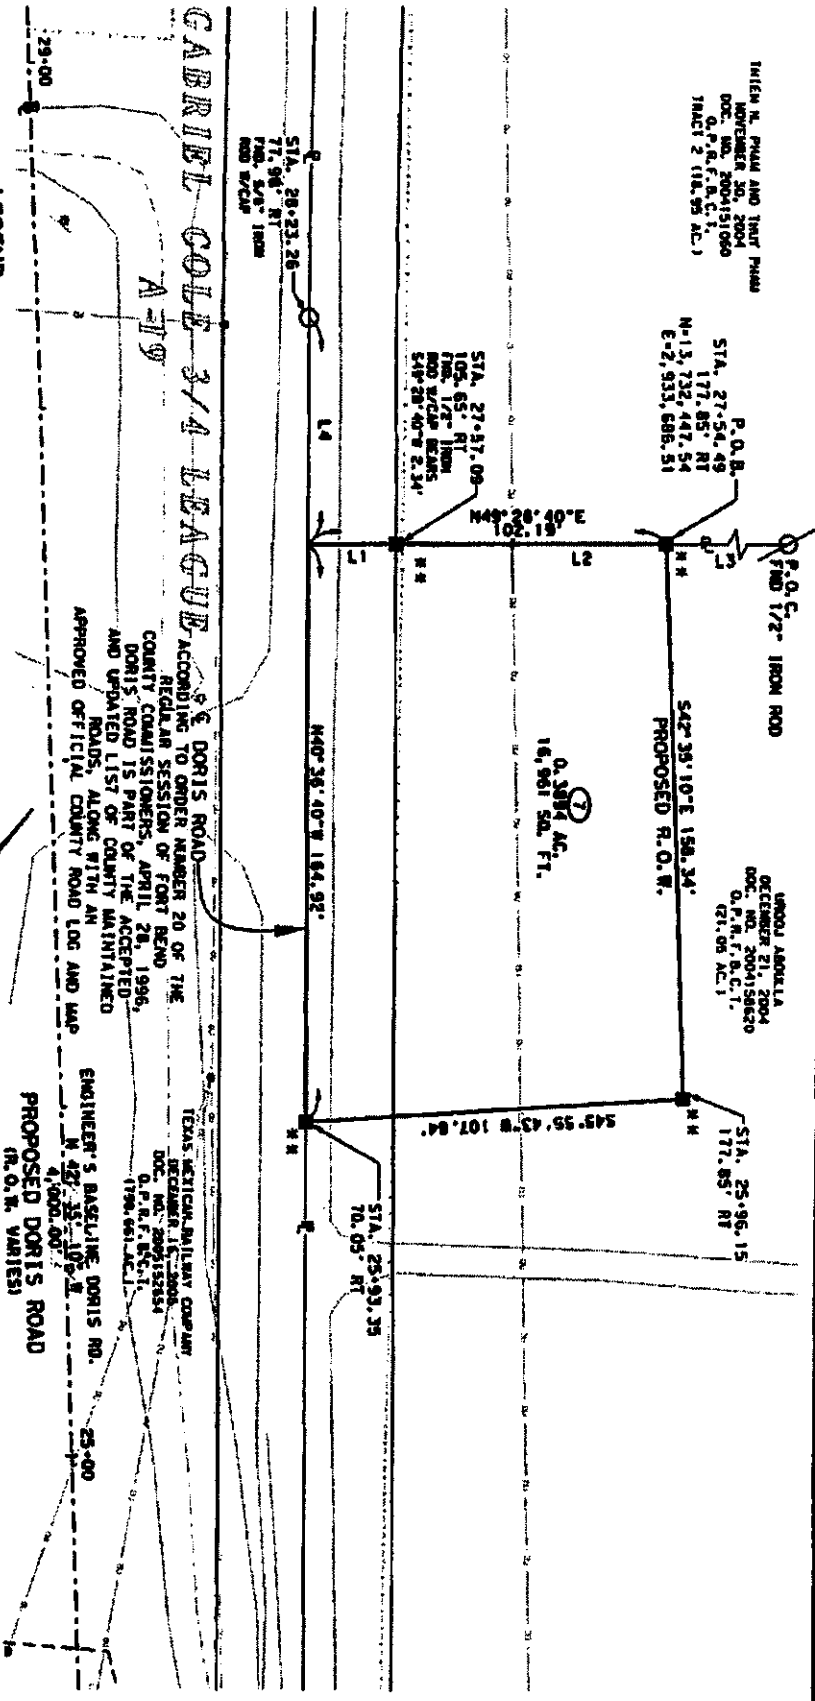 THIEN N. PHAM AND THUY PHAM
NOVEMBER 30, 2004
DOC. NO. 2004151060
O.P.R.F.B.C.T.
TRACT 2 (18.95 AC.)
P.O.B.
STA. 27+54.49
177.85' RT
N=13,732,447.54
E=2,933,686.51
P.O.C.
FND 1/2" IRON ROD
L3
UROOJ ABDULLA
DECEMBER 21, 2004
DOC. NO. 2004158620
O.P.R.F.B.C.T.
(21.05 AC.)
S42°35'10"E 158.34'
PROPOSED R.O.W.
STA. 25+96.15
177.85' RT
**
**
7
0.3894 AC.
16,961 SQ. FT.
N49°28'40"E
102.19'
L2
L1
**
STA. 27+57.09
105.65' RT
FND. 1/2" IRON
ROD W/CAP BEARS
S49°28'40"W 2.34'
S45°55'43"W 107.84'
STA. 25+93.35
70.05' RT
**
STA. 28+23.26
77.98' RT
FND. 5/8" IRON
ROD W/CAP
L4
N40°36'40"W 164.92'
GABRIEL COLE 3/4 LEAGUE
A-19
℄ DORIS ROAD
ACCORDING TO ORDER NUMBER 20 OF THE
REGULAR SESSION OF FORT BEND
COUNTY COMMISSIONERS, APRIL 28, 1996,
DORIS ROAD IS PART OF THE ACCEPTED
AND UPDATED LIST OF COUNTY MAINTAINED
ROADS, ALONG WITH AN
APPROVED OFFICIAL COUNTY ROAD LOG AND MAP
TEXAS MEXICAN RAILWAY COMPANY
DECEMBER 15, 2005
DOC. NO. 2005152654
O.P.R.F.B.C.T.
(798.661 AC.)
29+00
ENGINEER'S BASELINE DORIS RD.
N 42° 35' 10" W
4,000.00'
25+00
PROPOSED DORIS ROAD
(R.O.W. VARIES)